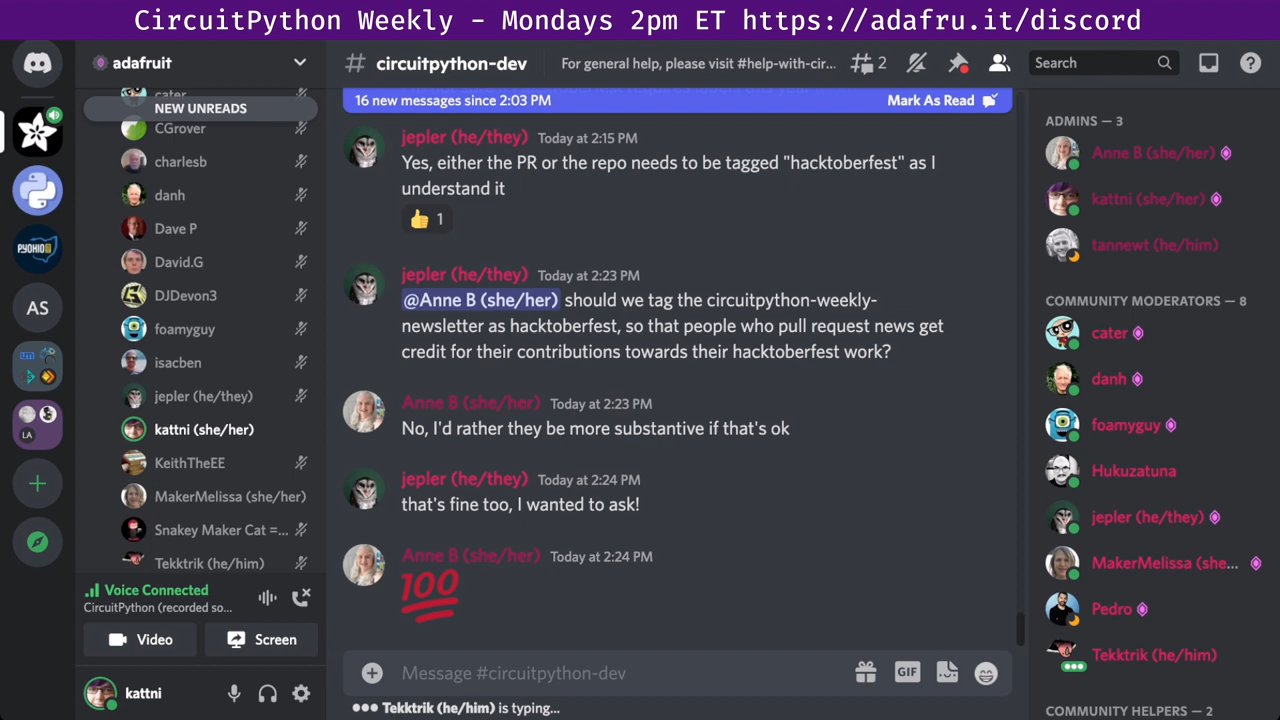 CircuitPython Weekly – Mondays 2pm ET https://adafru.it/discord
adafruit
cater
NEW UNREADS
CGrover
charlesb
danh
Dave P
David.G
DJDevon3
foamyguy
isacben
jepler (he/they)
kattni (she/her)
KeithTheEE
MakerMelissa (she/her)
Snakey Maker Cat =...
Tekktrik (he/him)
Voice Connected
CircuitPython (recorded so...
Video
Screen
kattni
PYOHIO
AS
LA
# circuitpython-dev
For general help, please visit #help-with-cir...
2
Search
16 new messages since 2:03 PM
Mark As Read
jepler (he/they) Today at 2:15 PM
Yes, either the PR or the repo needs to be tagged "hacktoberfest" as I
understand it
👍 1
jepler (he/they) Today at 2:23 PM
@Anne B (she/her) should we tag the circuitpython-weekly-
newsletter as hacktoberfest, so that people who pull request news get
credit for their contributions towards their hacktoberfest work?
Anne B (she/her) Today at 2:23 PM
No, I'd rather they be more substantive if that's ok
jepler (he/they) Today at 2:24 PM
that's fine too, I wanted to ask!
Anne B (she/her) Today at 2:24 PM
100
Message #circuitpython-dev
GIF
Tekktrik (he/him) is typing...
ADMINS — 3
Anne B (she/her)
kattni (she/her)
tannewt (he/him)
COMMUNITY MODERATORS — 8
cater
danh
foamyguy
Hukuzatuna
jepler (he/they)
MakerMelissa (she...
Pedro
Tekktrik (he/him)
COMMUNITY HELPERS — 2